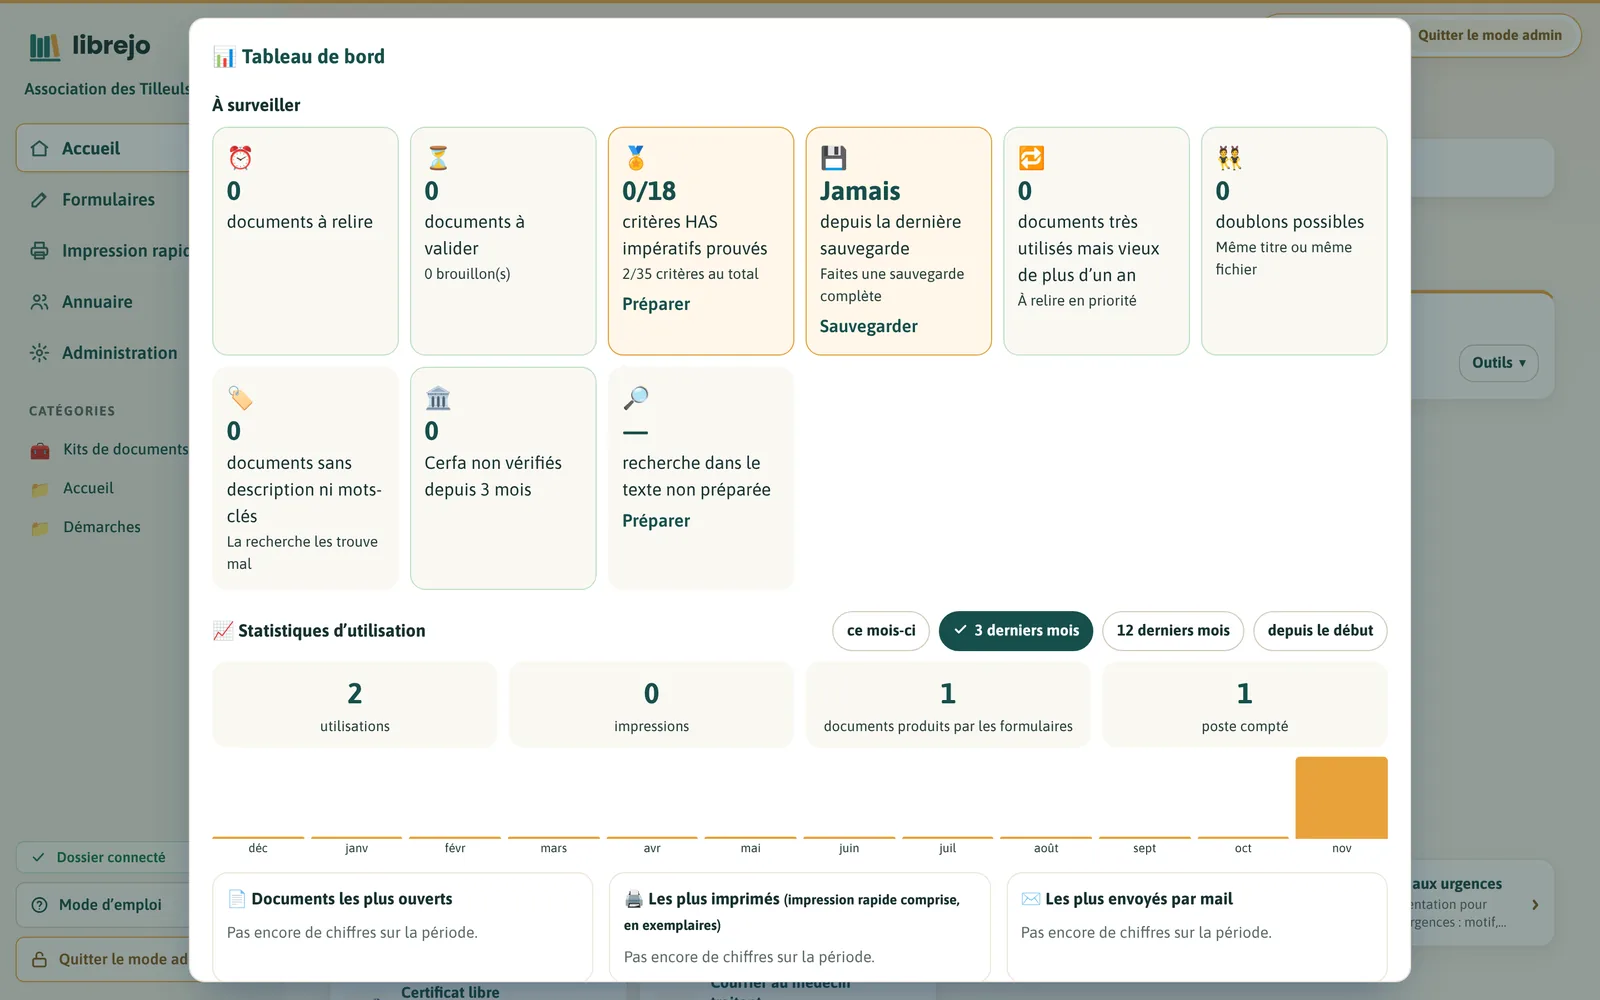 librejo
Association des Tilleuls
Quitter le mode admin
Accueil
Formulaires
Impression rapid
Annuaire
Administration
CATÉGORIES
Kits de documents
Accueil
Démarches
Dossier connecté
Mode d’emploi
Quitter le mode ad
Tableau de bord
À surveiller
0
documents à relire
0
documents à
valider
0 brouillon(s)
0/18
critères HAS
impératifs prouvés
2/35 critères au total
Préparer
Jamais
depuis la dernière
sauvegarde
Faites une sauvegarde
complète
Sauvegarder
0
documents très
utilisés mais vieux
de plus d’un an
À relire en priorité
0
doublons possibles
Même titre ou même
fichier
0
documents sans
description ni mots-
clés
La recherche les trouve
mal
0
Cerfa non vérifiés
depuis 3 mois
—
recherche dans le
texte non préparée
Préparer
Outils ▾
Statistiques d’utilisation
ce mois-ci
✓ 3 derniers mois
12 derniers mois
depuis le début
2
utilisations
0
impressions
1
documents produits par les formulaires
1
poste compté
déc janv févr mars avr mai juin juil août sept oct nov
Documents les plus ouverts
Pas encore de chiffres sur la période.
Les plus imprimés (impression rapide comprise,
en exemplaires)
Pas encore de chiffres sur la période.
Les plus envoyés par mail
Pas encore de chiffres sur la période.
aux urgences
entation pour
rgences : motif,...
Certificat libre
Courrier au médecin